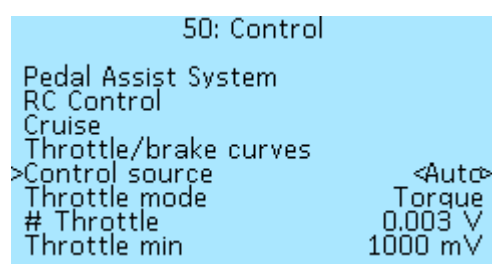 50: Control
Pedal Assist System
RC Control
Cruise
Throttle/brake curves
>Control source <Auto>
Throttle mode Torque
# Throttle 0.003 V
Throttle min 1000 mV